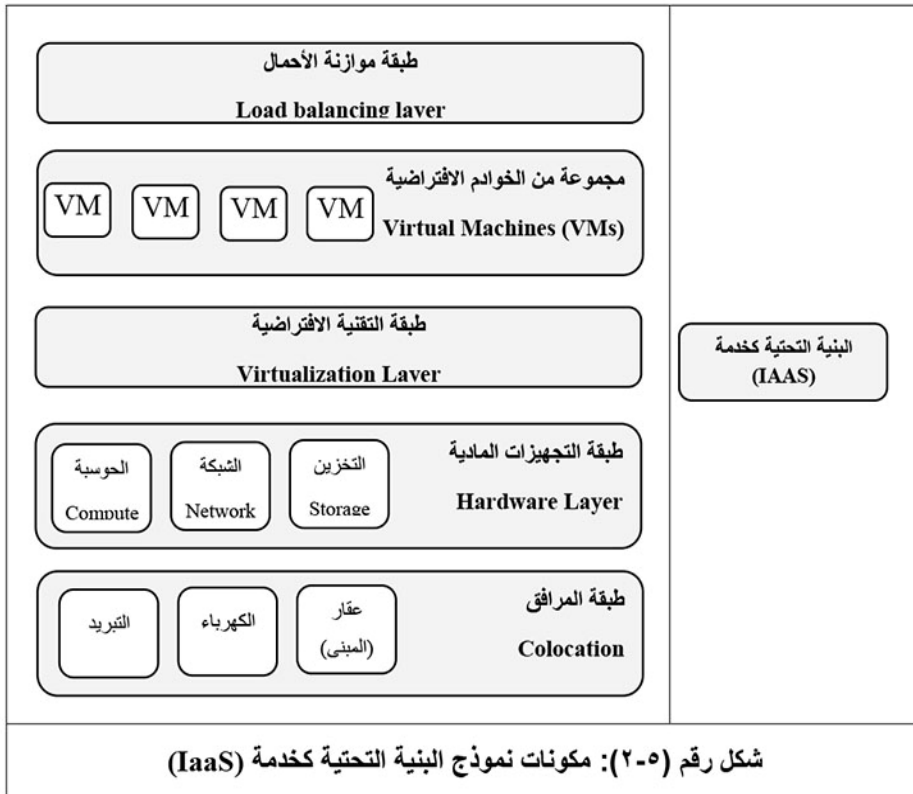 طبقة موازنة الأحمال
Load balancing layer
مجموعة من الخوادم الافتراضية
Virtual Machines (VMs)
VM
VM
VM
VM
طبقة التقنية الافتراضية
Virtualization Layer
البنية التحتية كخدمة
(IAAS)
طبقة التجهيزات المادية
Hardware Layer
التخزين
Storage
الشبكة
Network
الحوسبة
Compute
طبقة المرافق
Colocation
عقار
(المبنى)
الكهرباء
التبريد
شكل رقم (٥-٢): مكونات نموذج البنية التحتية كخدمة (IaaS)